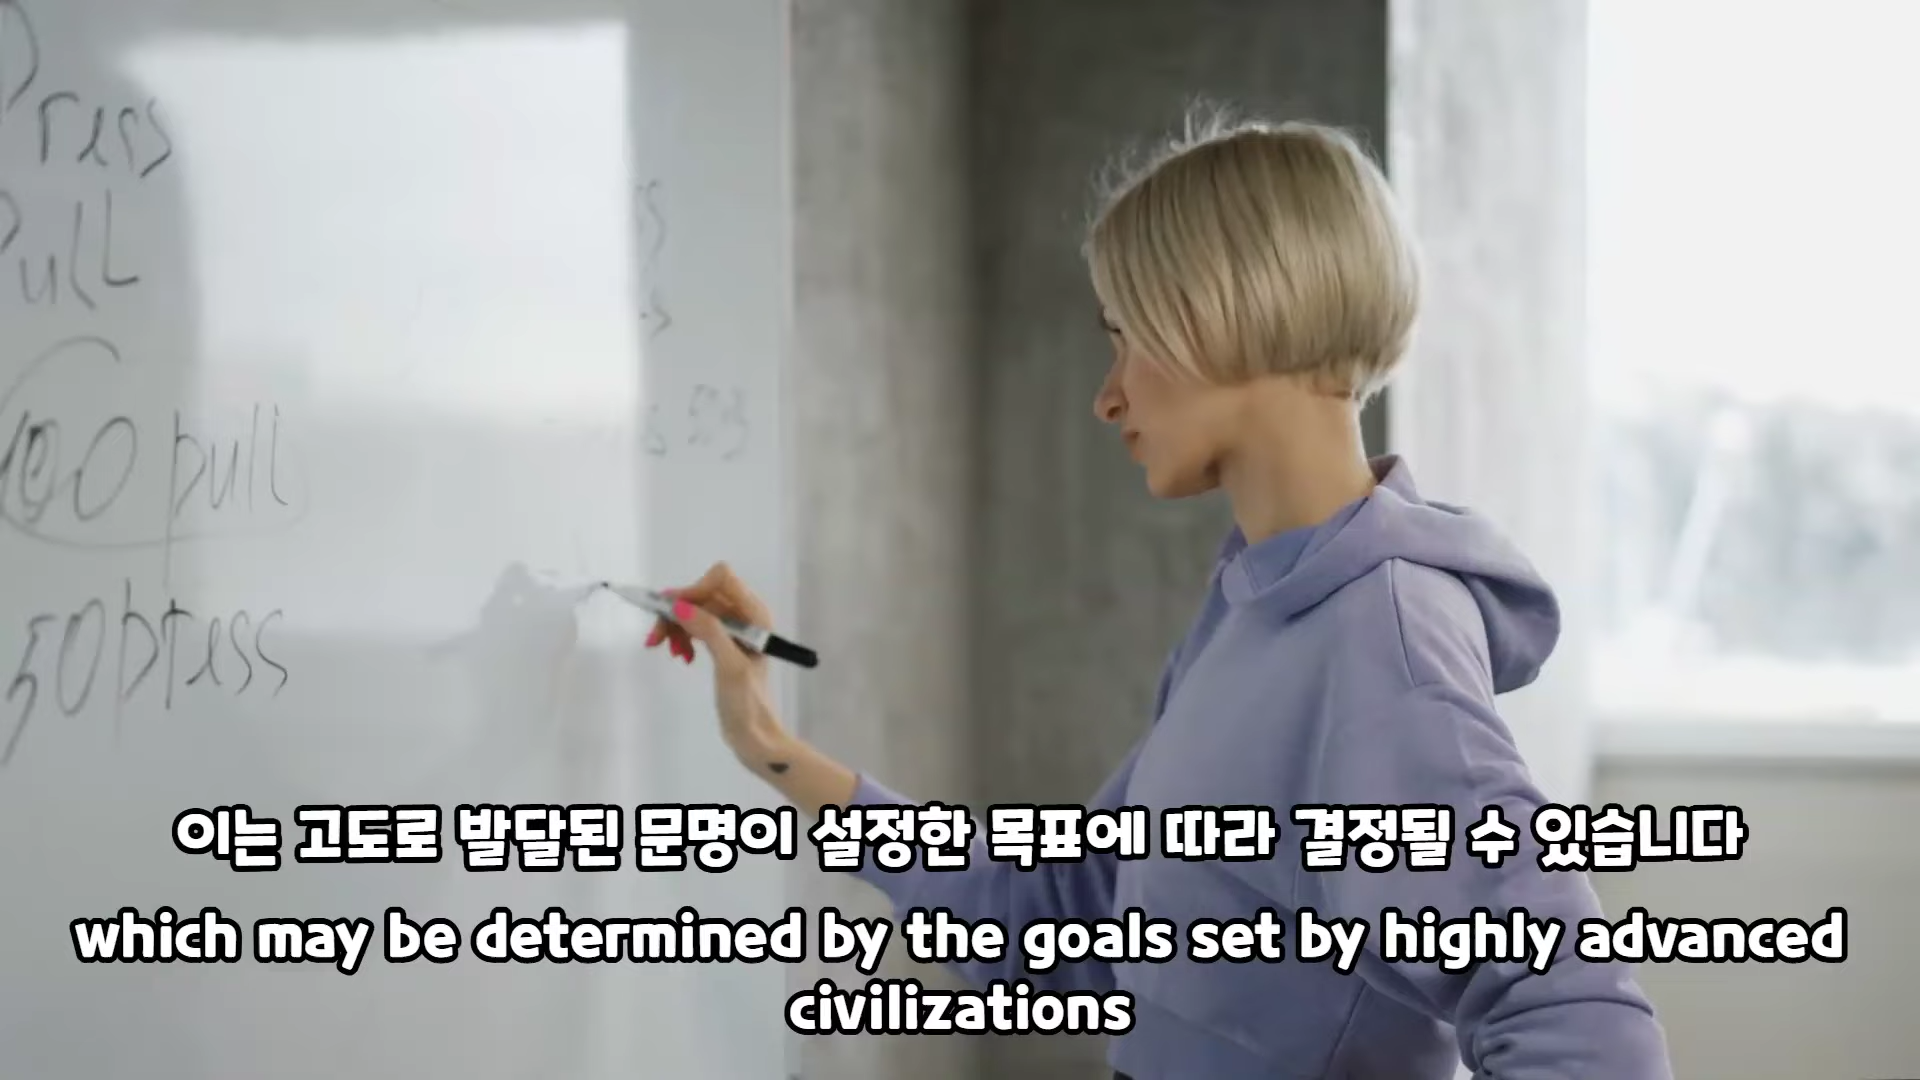 Press
Pull
100 pull
50 press
이는 고도로 발달된 문명이 설정한 목표에 따라 결정될 수 있습니다
which may be determined by the goals set by highly advanced
civilizations